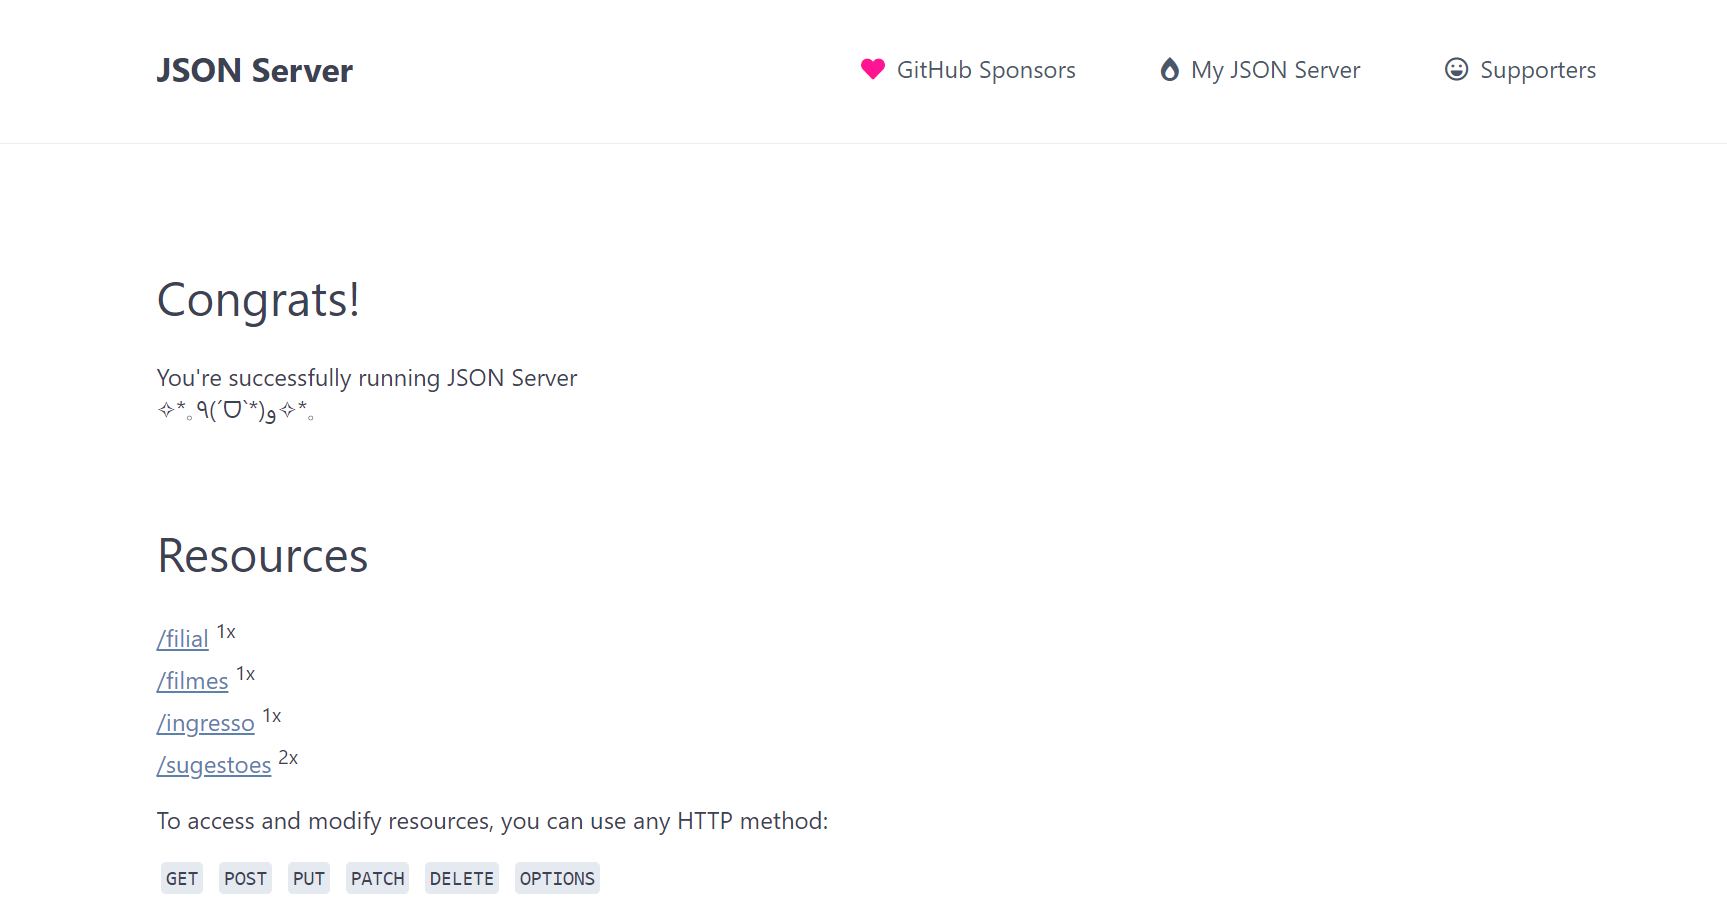 JSON Server
GitHub Sponsors My JSON Server Supporters
Congrats!
You're successfully running JSON Server
✧*｡٩(ˊᗜˋ*)و✧*｡
Resources
/filial 1x
/filmes 1x
/ingresso 1x
/sugestoes 2x
To access and modify resources, you can use any HTTP method:
GET POST PUT PATCH DELETE OPTIONS